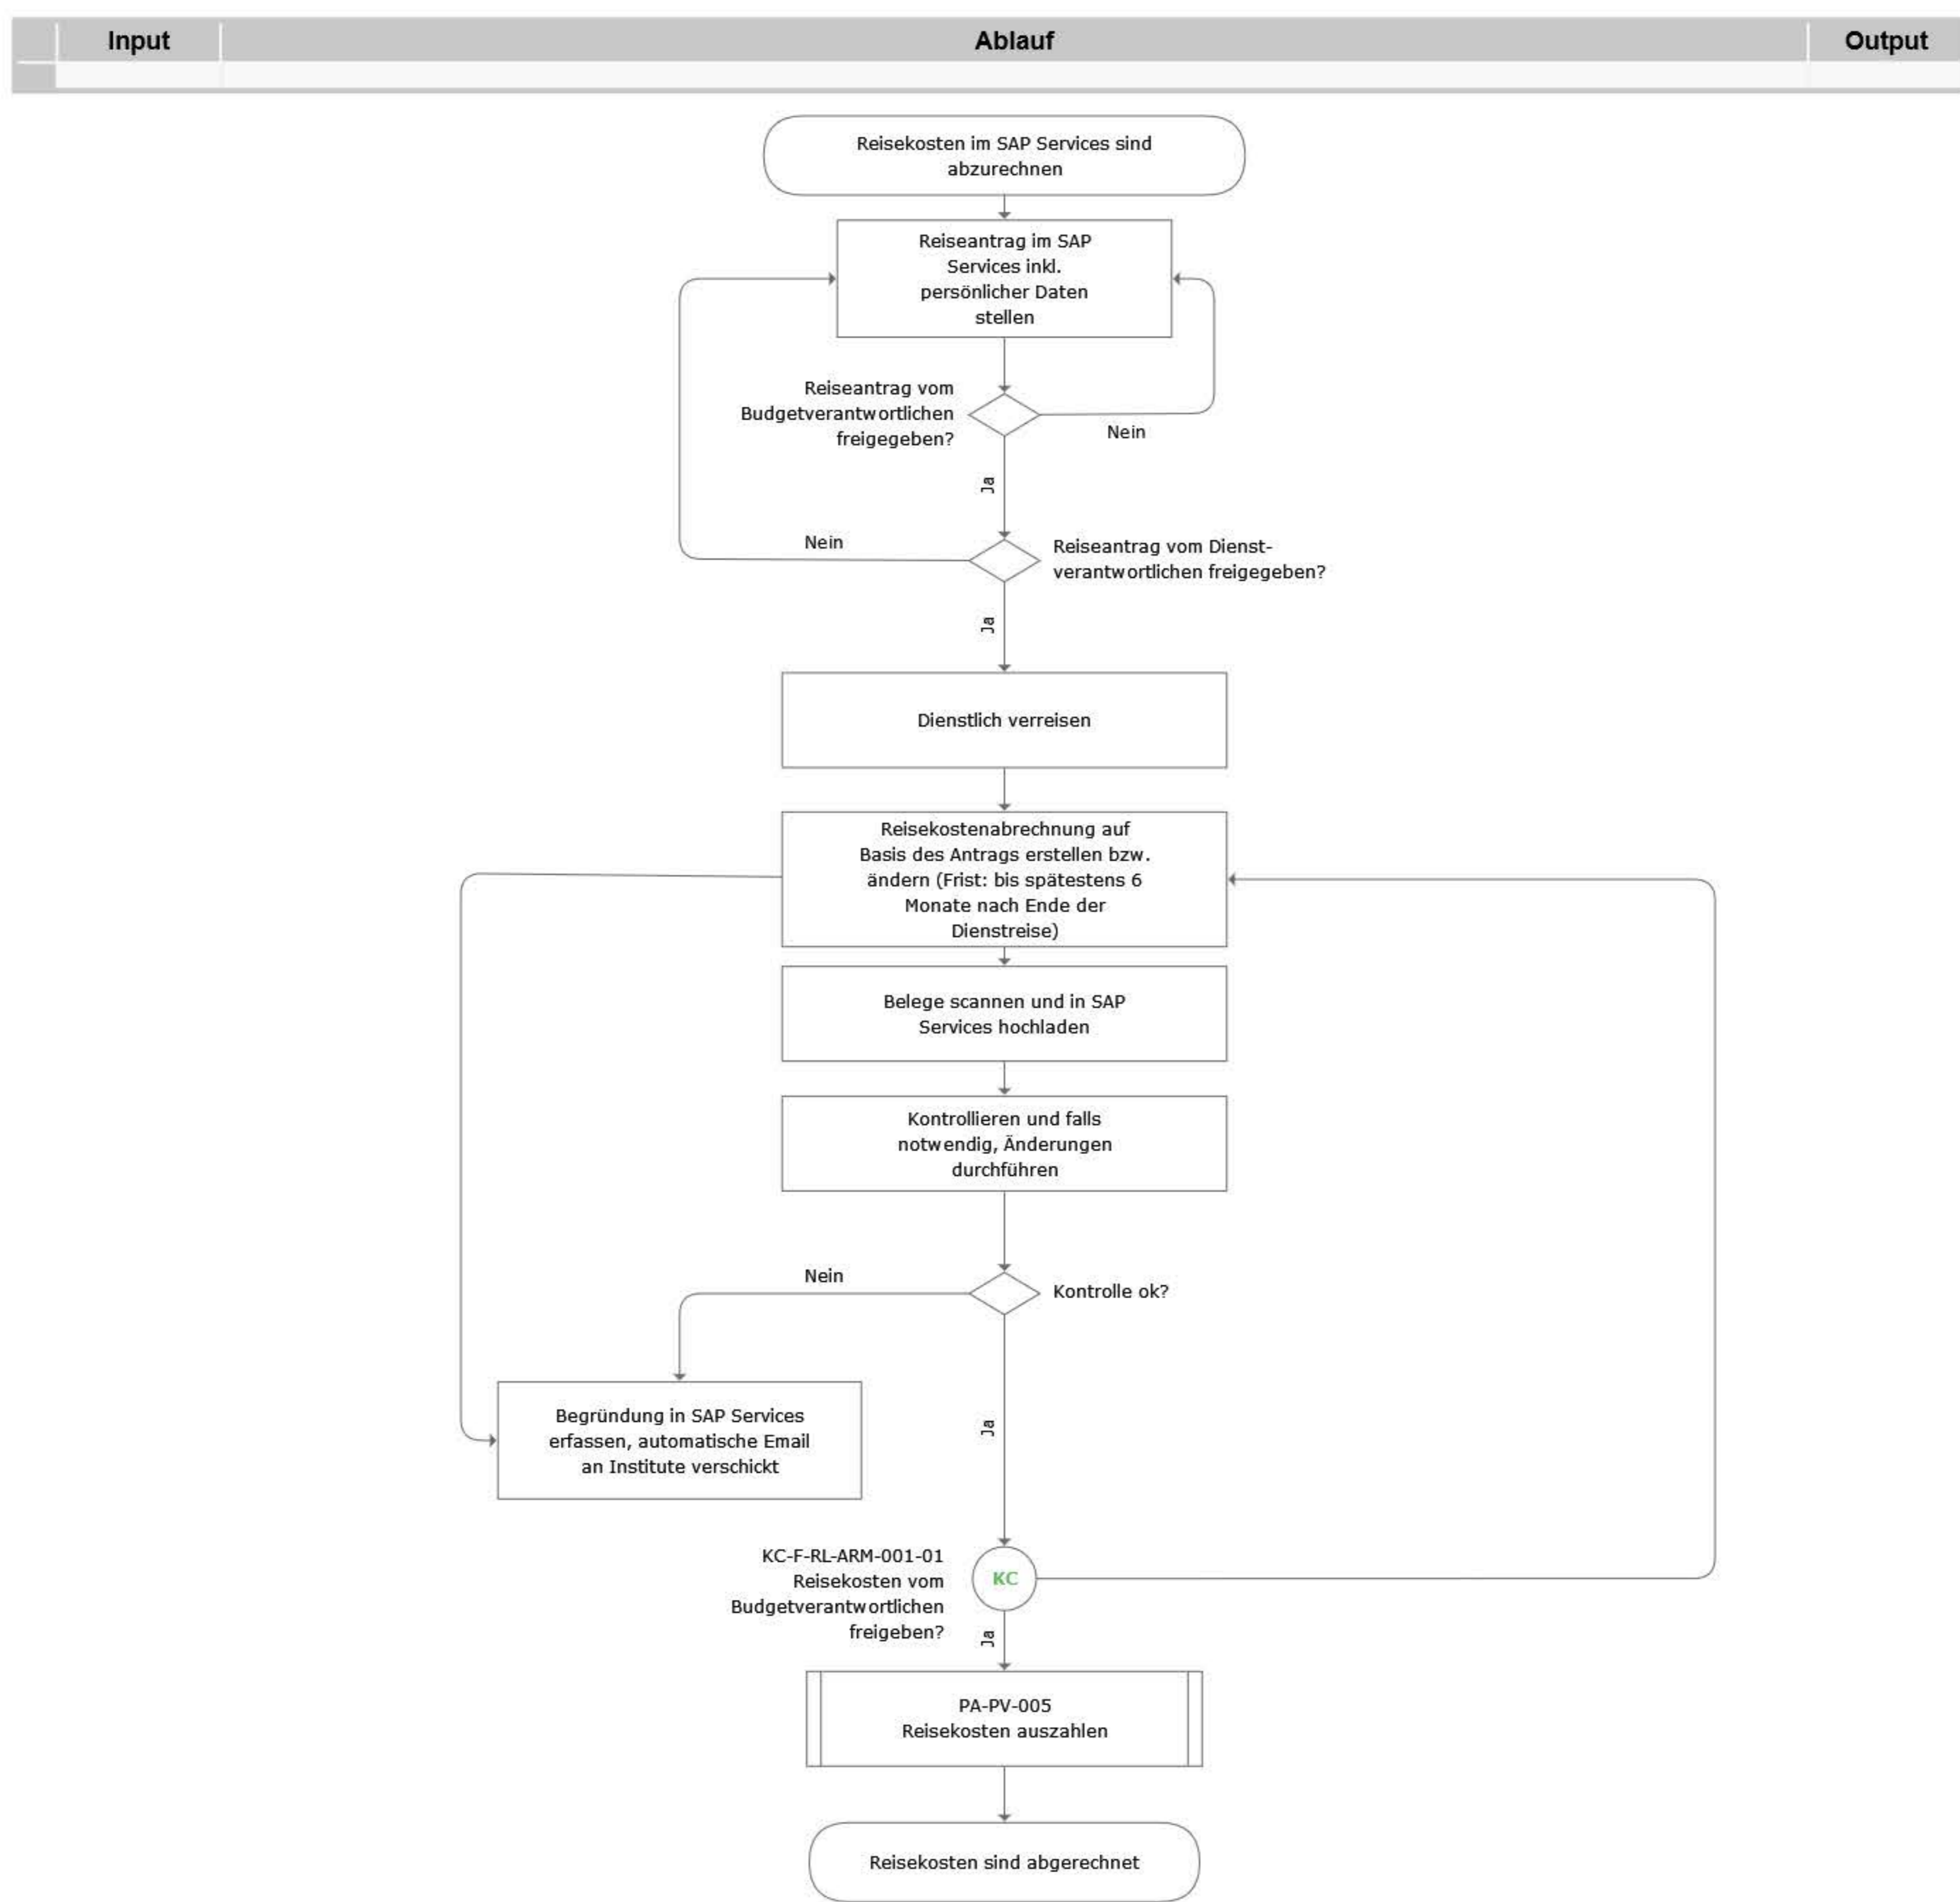 Input
Ablauf
Output
Reisekosten im SAP Services sind
abzurechnen
Reiseantrag im SAP
Services inkl.
persönlicher Daten
stellen
Reiseantrag vom
Budgetverantwortlichen
freigegeben?
Nein
Ja
Nein
Reiseantrag vom Dienst-
verantwortlichen freigegeben?
Ja
Dienstlich verreisen
Reisekostenabrechnung auf
Basis des Antrags erstellen bzw.
ändern (Frist: bis spätestens 6
Monate nach Ende der
Dienstreise)
Belege scannen und in SAP
Services hochladen
Kontrollieren und falls
notwendig, Änderungen
durchführen
Nein
Kontrolle ok?
Begründung in SAP Services
erfassen, automatische Email
an Institute verschickt
Ja
KC-F-RL-ARM-001-01
Reisekosten vom
Budgetverantwortlichen
freigeben?
KC
Ja
PA-PV-005
Reisekosten auszahlen
Reisekosten sind abgerechnet